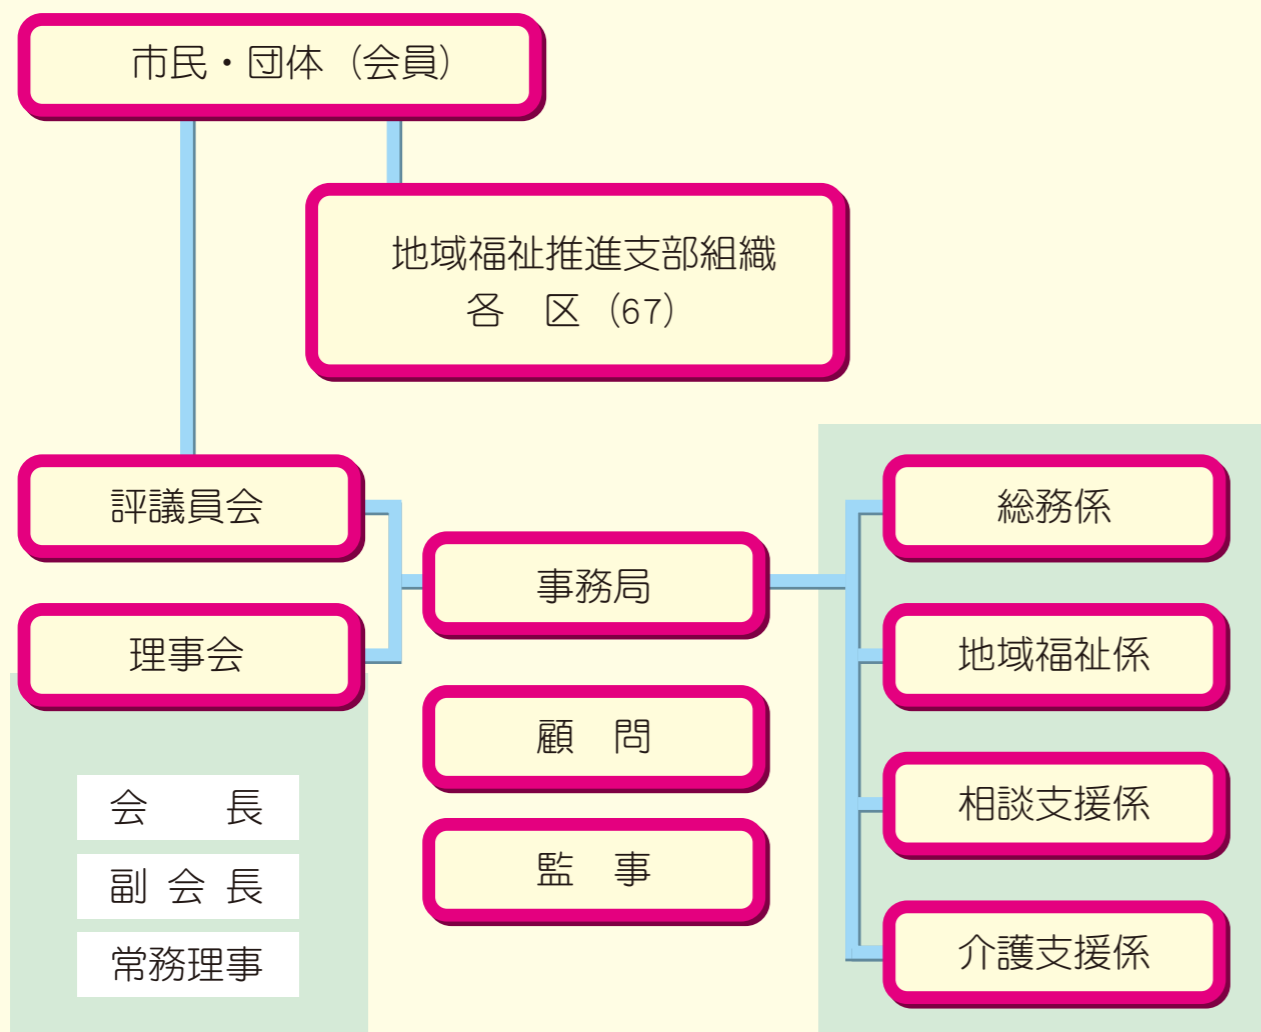 市民・団体（会員）
地域福祉推進支部組織
各　区（67）
評議員会
理事会
会　　長
副 会 長
常務理事
事務局
顧　問
監　事
総務係
地域福祉係
相談支援係
介護支援係